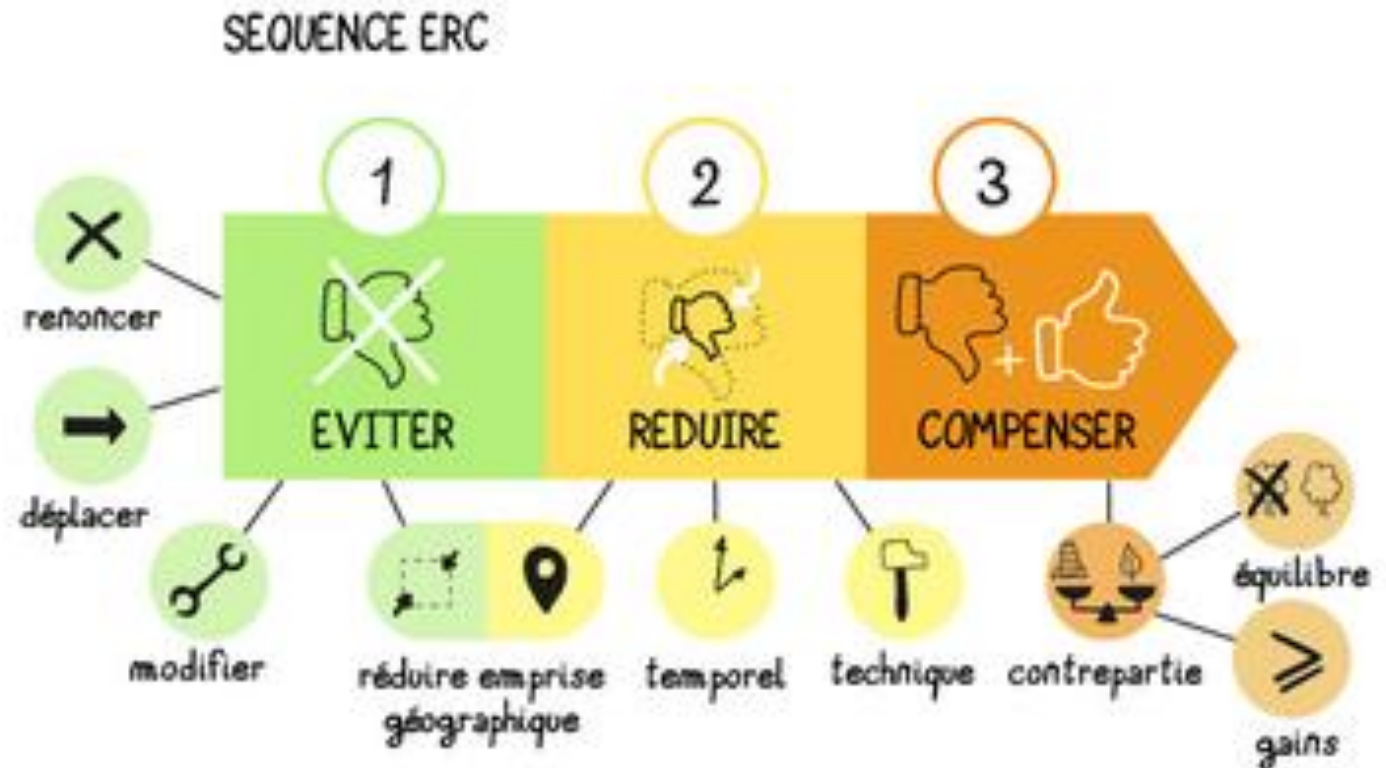 SEQUENCE ERC
1
2
3
renoncer
EVITER
REDUIRE
COMPENSER
déplacer
équilibre
modifier
réduire emprise
géographique
temporel
technique
contrepartie
gains